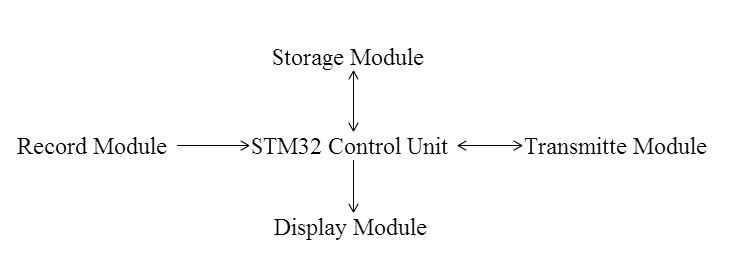 Storage Module
Record Module
STM32 Control Unit
Transmitte Module
Display Module